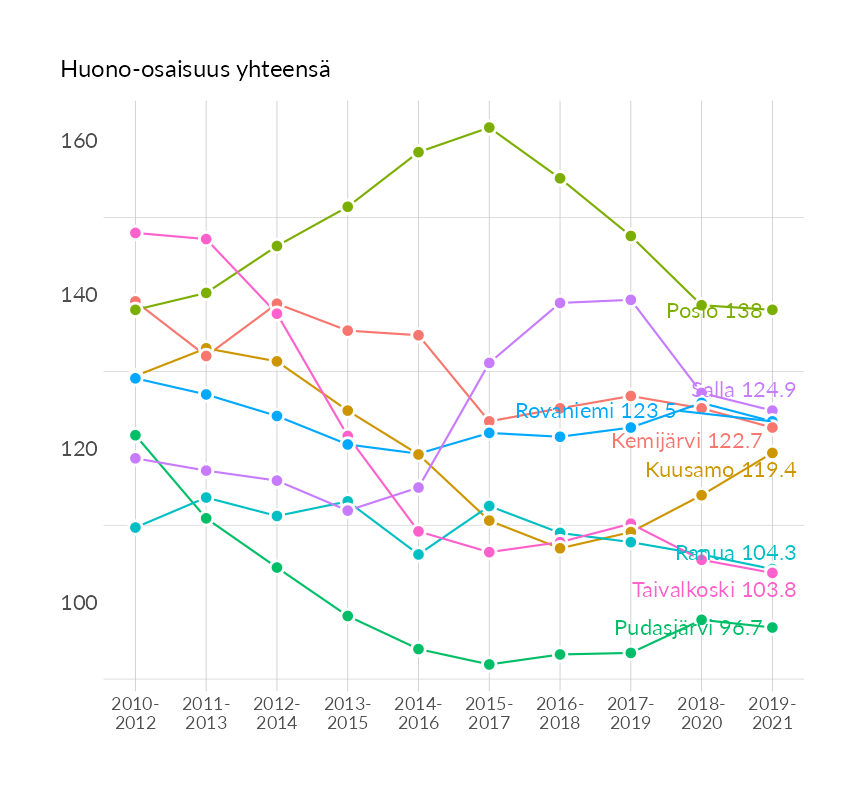 Huono-osaisuus yhteensä
160
140
120
100
Posio 138
Salla 124.9
Rovaniemi 123.5
Kemijärvi 122.7
Kuusamo 119.4
Ranua 104.3
Taivalkoski 103.8
Pudasjärvi 96.7
2010- 2011- 2012- 2013- 2014- 2015- 2016- 2017- 2018- 2019-
2012 2013 2014 2015 2016 2017 2018 2019 2020 2021